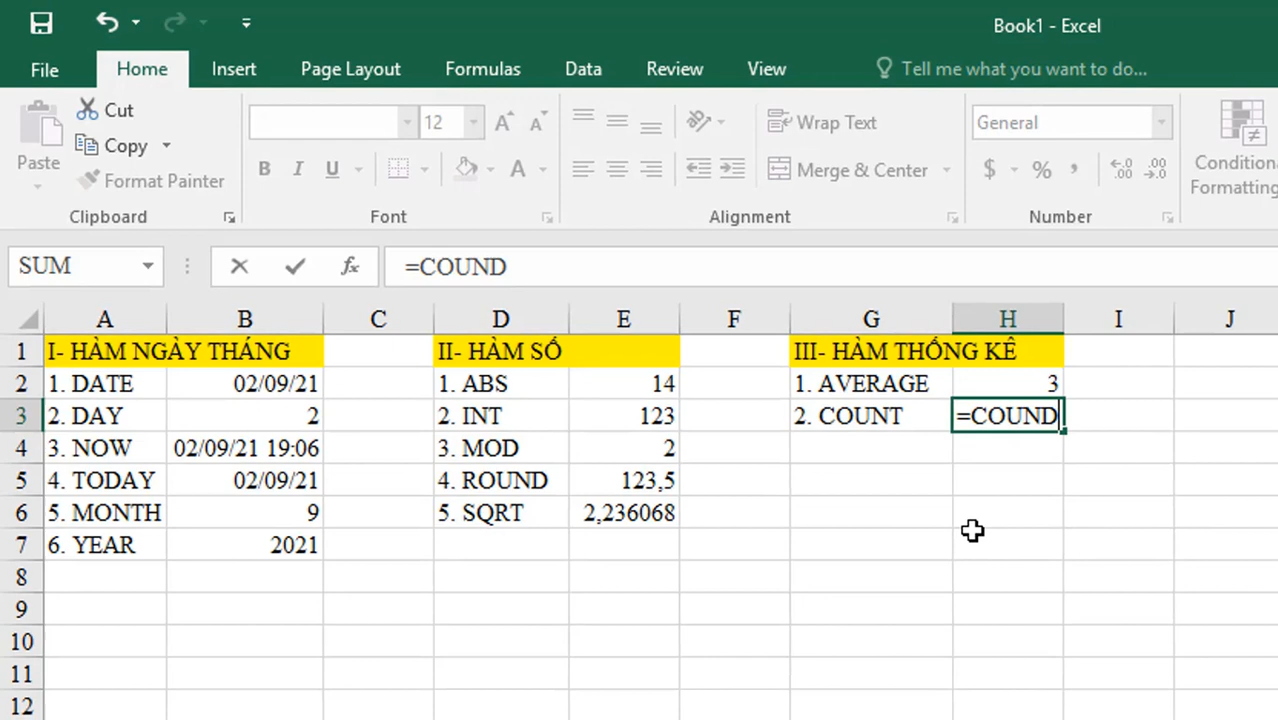 Book1 - Excel
File Home Insert Page Layout Formulas Data Review View Tell me what you want to do...
Cut
Copy
Format Painter
Paste
12
B I U A
Wrap Text
Merge & Center
General
$ %
Condition
Formatting
Clipboard Font Alignment Number
SUM fx =COUND
A B C D E F G H I J
1 I- HÀM NGÀY THÁNG II- HÀM SỐ III- HÀM THỐNG KÊ
2 1. DATE 02/09/21 1. ABS 14 1. AVERAGE 3
3 2. DAY 2 2. INT 123 2. COUNT =COUND
4 3. NOW 02/09/21 19:06 3. MOD 2
5 4. TODAY 02/09/21 4. ROUND 123,5
6 5. MONTH 9 5. SQRT 2,236068
7 6. YEAR 2021
8
9
10
11
12